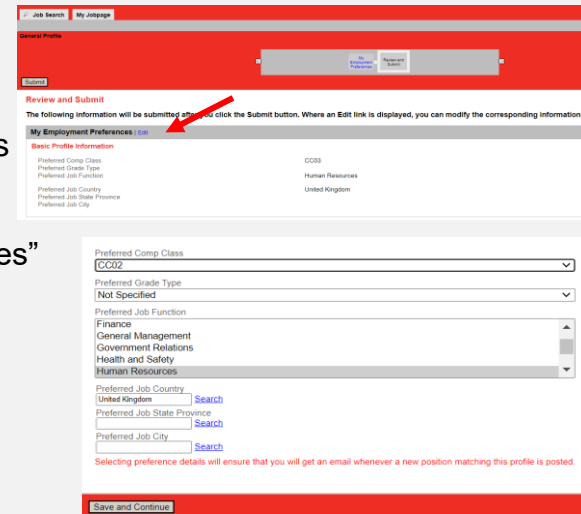 Job Search My Jobpage
General Profile
My Employment Preferences Review and Submit
Submit
Review and Submit
The following information will be submitted after you click the Submit button. Where an Edit link is displayed, you can modify the corresponding information
My Employment Preferences | Edit
Basic Profile Information
Preferred Comp Class CC03
Preferred Grade Type
Preferred Job Function Human Resources
Preferred Job Country United Kingdom
Preferred Job State Province
Preferred Job City
s
es”
Preferred Comp Class
CC02
Preferred Grade Type
Not Specified
Preferred Job Function
Finance
General Management
Government Relations
Health and Safety
Human Resources
Preferred Job Country
United Kingdom Search
Preferred Job State Province
Search
Preferred Job City
Search
Selecting preference details will ensure that you will get an email whenever a new position matching this profile is posted.
Save and Continue